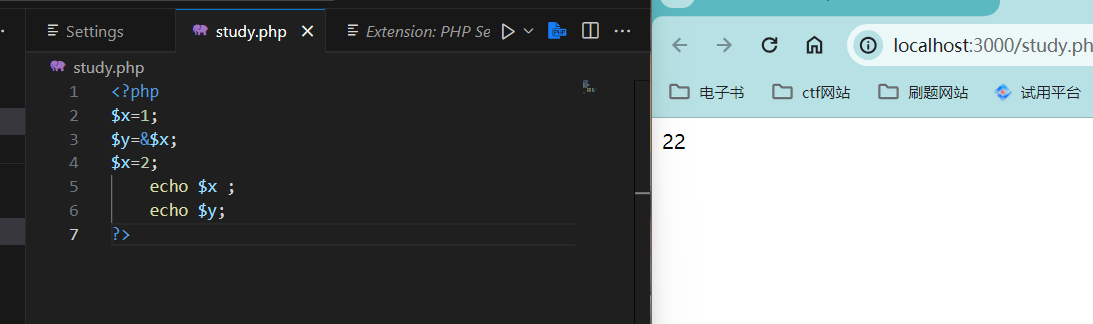 Settings
study.php
Extension: PHP Se
study.php
1 <?php
2 $x=1;
3 $y=&$x;
4 $x=2;
5 echo $x ;
6 echo $y;
7 ?>
localhost:3000/study.ph
电子书
ctf网站
刷题网站
试用平台
22